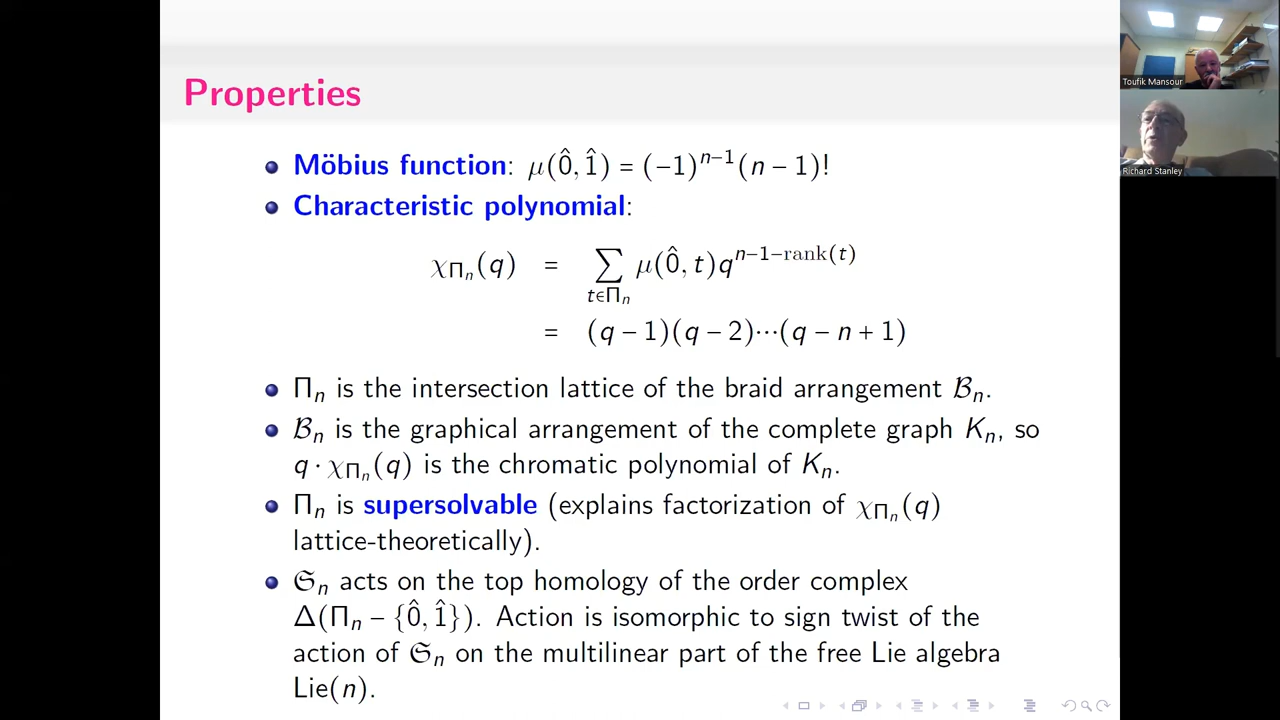 Properties
Möbius function: μ(0̂, 1̂) = (−1)ⁿ⁻¹(n − 1)!
Characteristic polynomial:
χ_{Π_n}(q) = ∑_{t∈Π_n} μ(0̂, t)q^{n−1−rank(t)}
= (q − 1)(q − 2)⋯(q − n + 1)
Π_n is the intersection lattice of the braid arrangement ℬ_n.
ℬ_n is the graphical arrangement of the complete graph K_n, so
q · χ_{Π_n}(q) is the chromatic polynomial of K_n.
Π_n is supersolvable (explains factorization of χ_{Π_n}(q)
lattice-theoretically).
𝔖_n acts on the top homology of the order complex
Δ(Π_n − {0̂, 1̂}). Action is isomorphic to sign twist of the
action of 𝔖_n on the multilinear part of the free Lie algebra
Lie(n).
Toufik Mansour
Richard Stanley